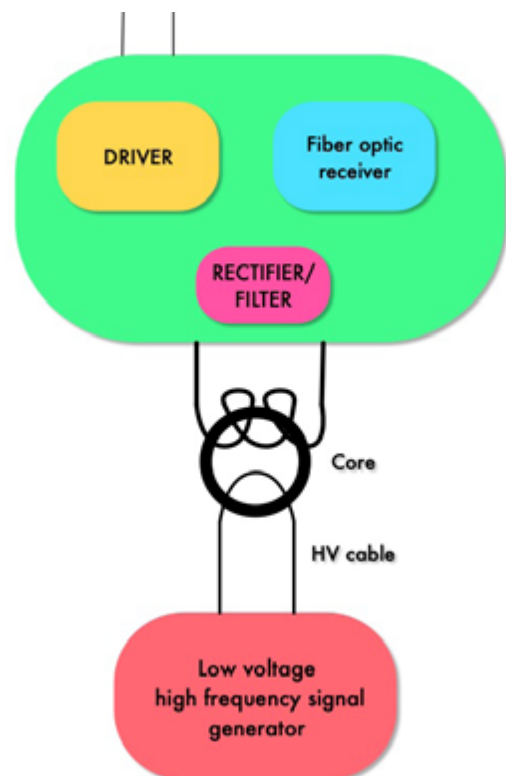 DRIVER
Fiber optic
receiver
RECTIFIER/
FILTER
Core
HV cable
Low voltage
high frequency signal
generator